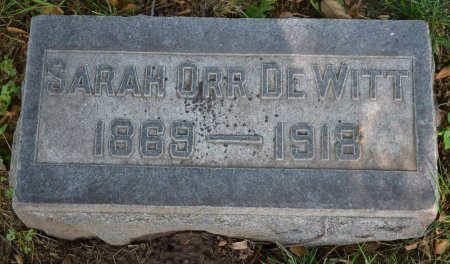 SARAH ORR DE WITT
1869 — 1918